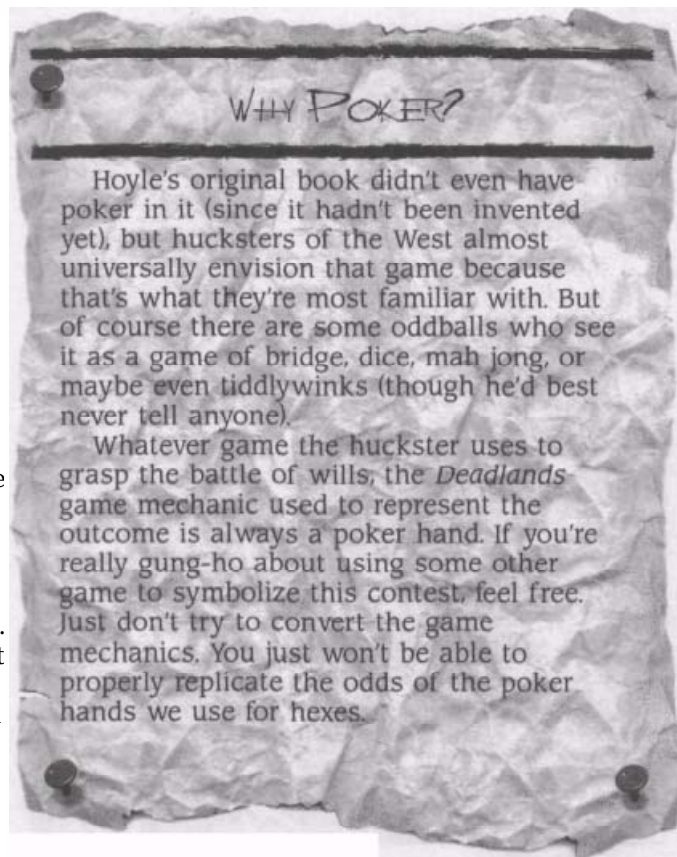 WHY POKER?
Hoyle's original book didn't even have
poker in it (since it hadn't been invented
yet), but hucksters of the West almost
universally envision that game because
that's what they're most familiar with. But
of course there are some oddballs who see
it as a game of bridge, dice, mah jong, or
maybe even tiddlywinks (though he'd best
never tell anyone).
Whatever game the huckster uses to
grasp the battle of wills, the Deadlands
game mechanic used to represent the
outcome is always a poker hand. If you're
really gung-ho about using some other
game to symbolize this contest, feel free.
Just don't try to convert the game
mechanics. You just won't be able to
properly replicate the odds of the poker
hands we use for hexes.